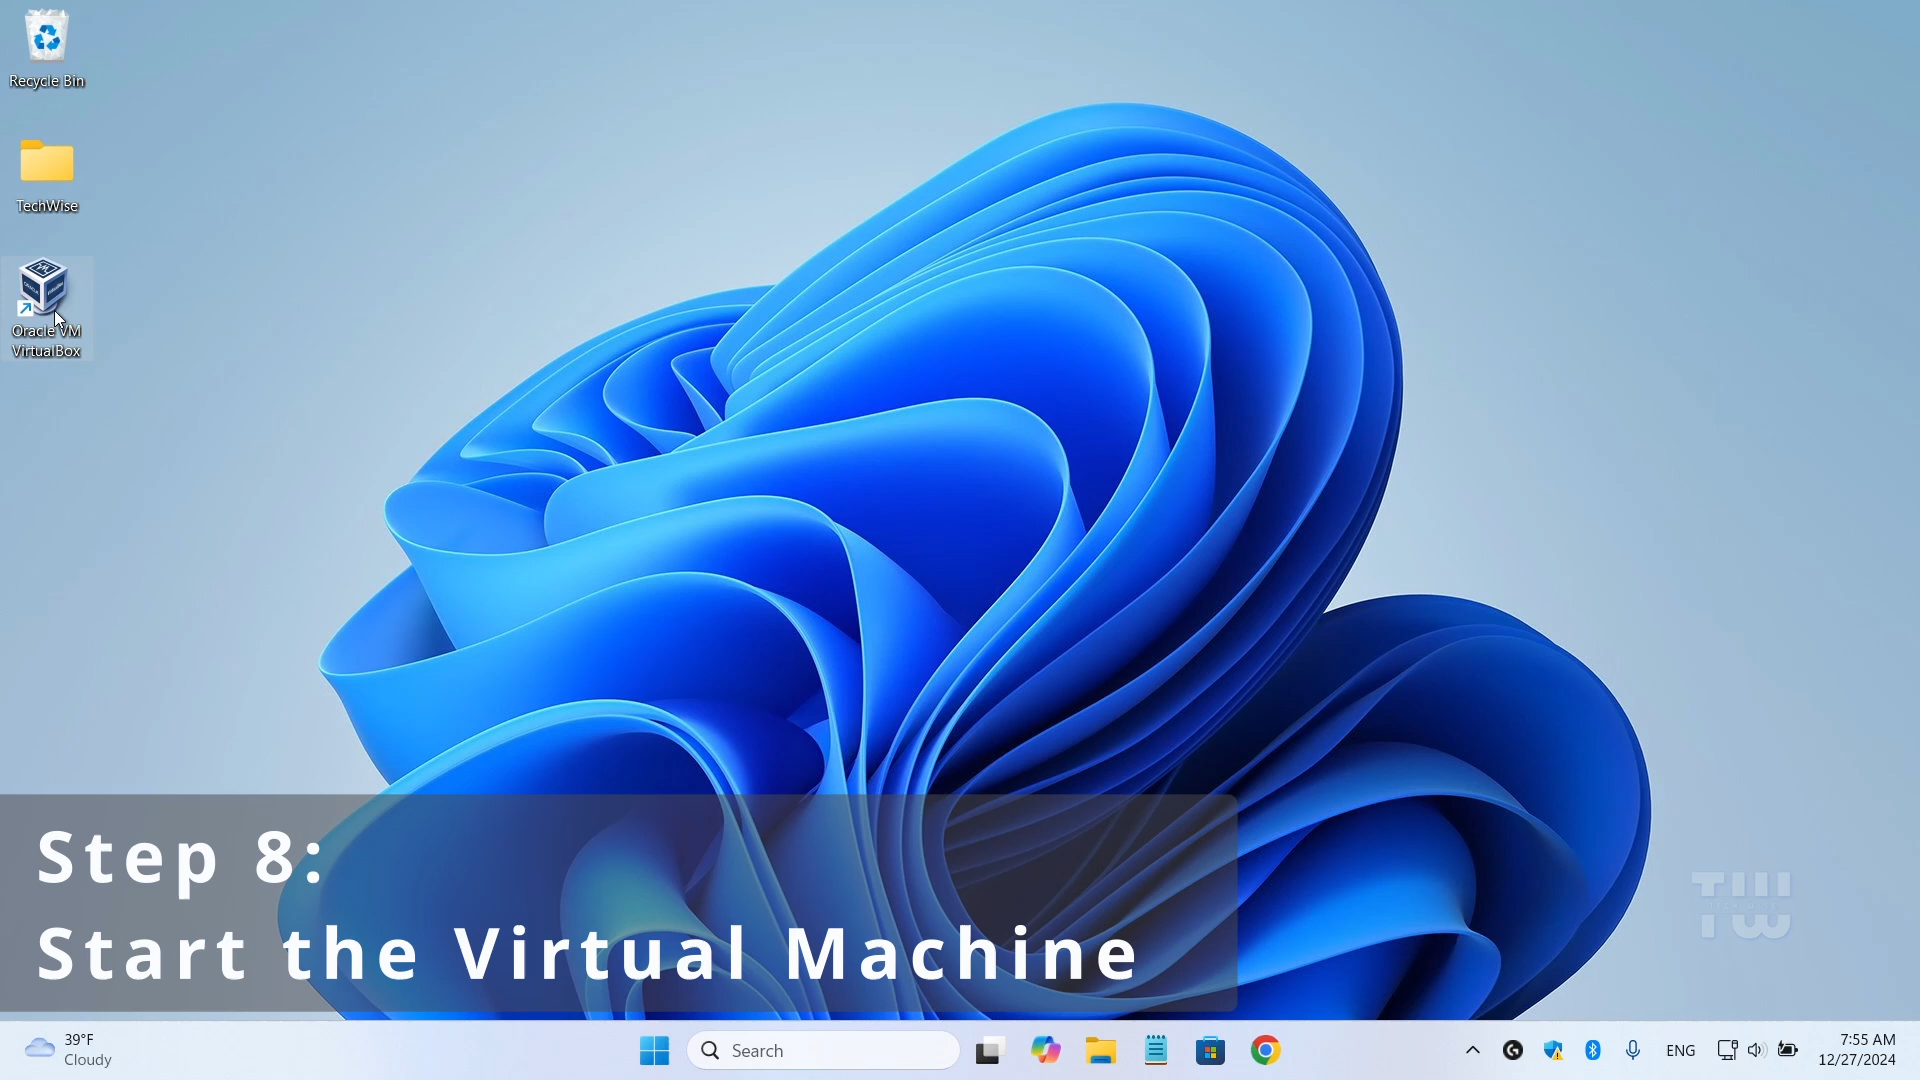 Recycle Bin
TechWise
Oracle VM
VirtualBox
Step 8:
Start the Virtual Machine
TW
39°F
Cloudy
Search
ENG
7:55 AM
12/27/2024